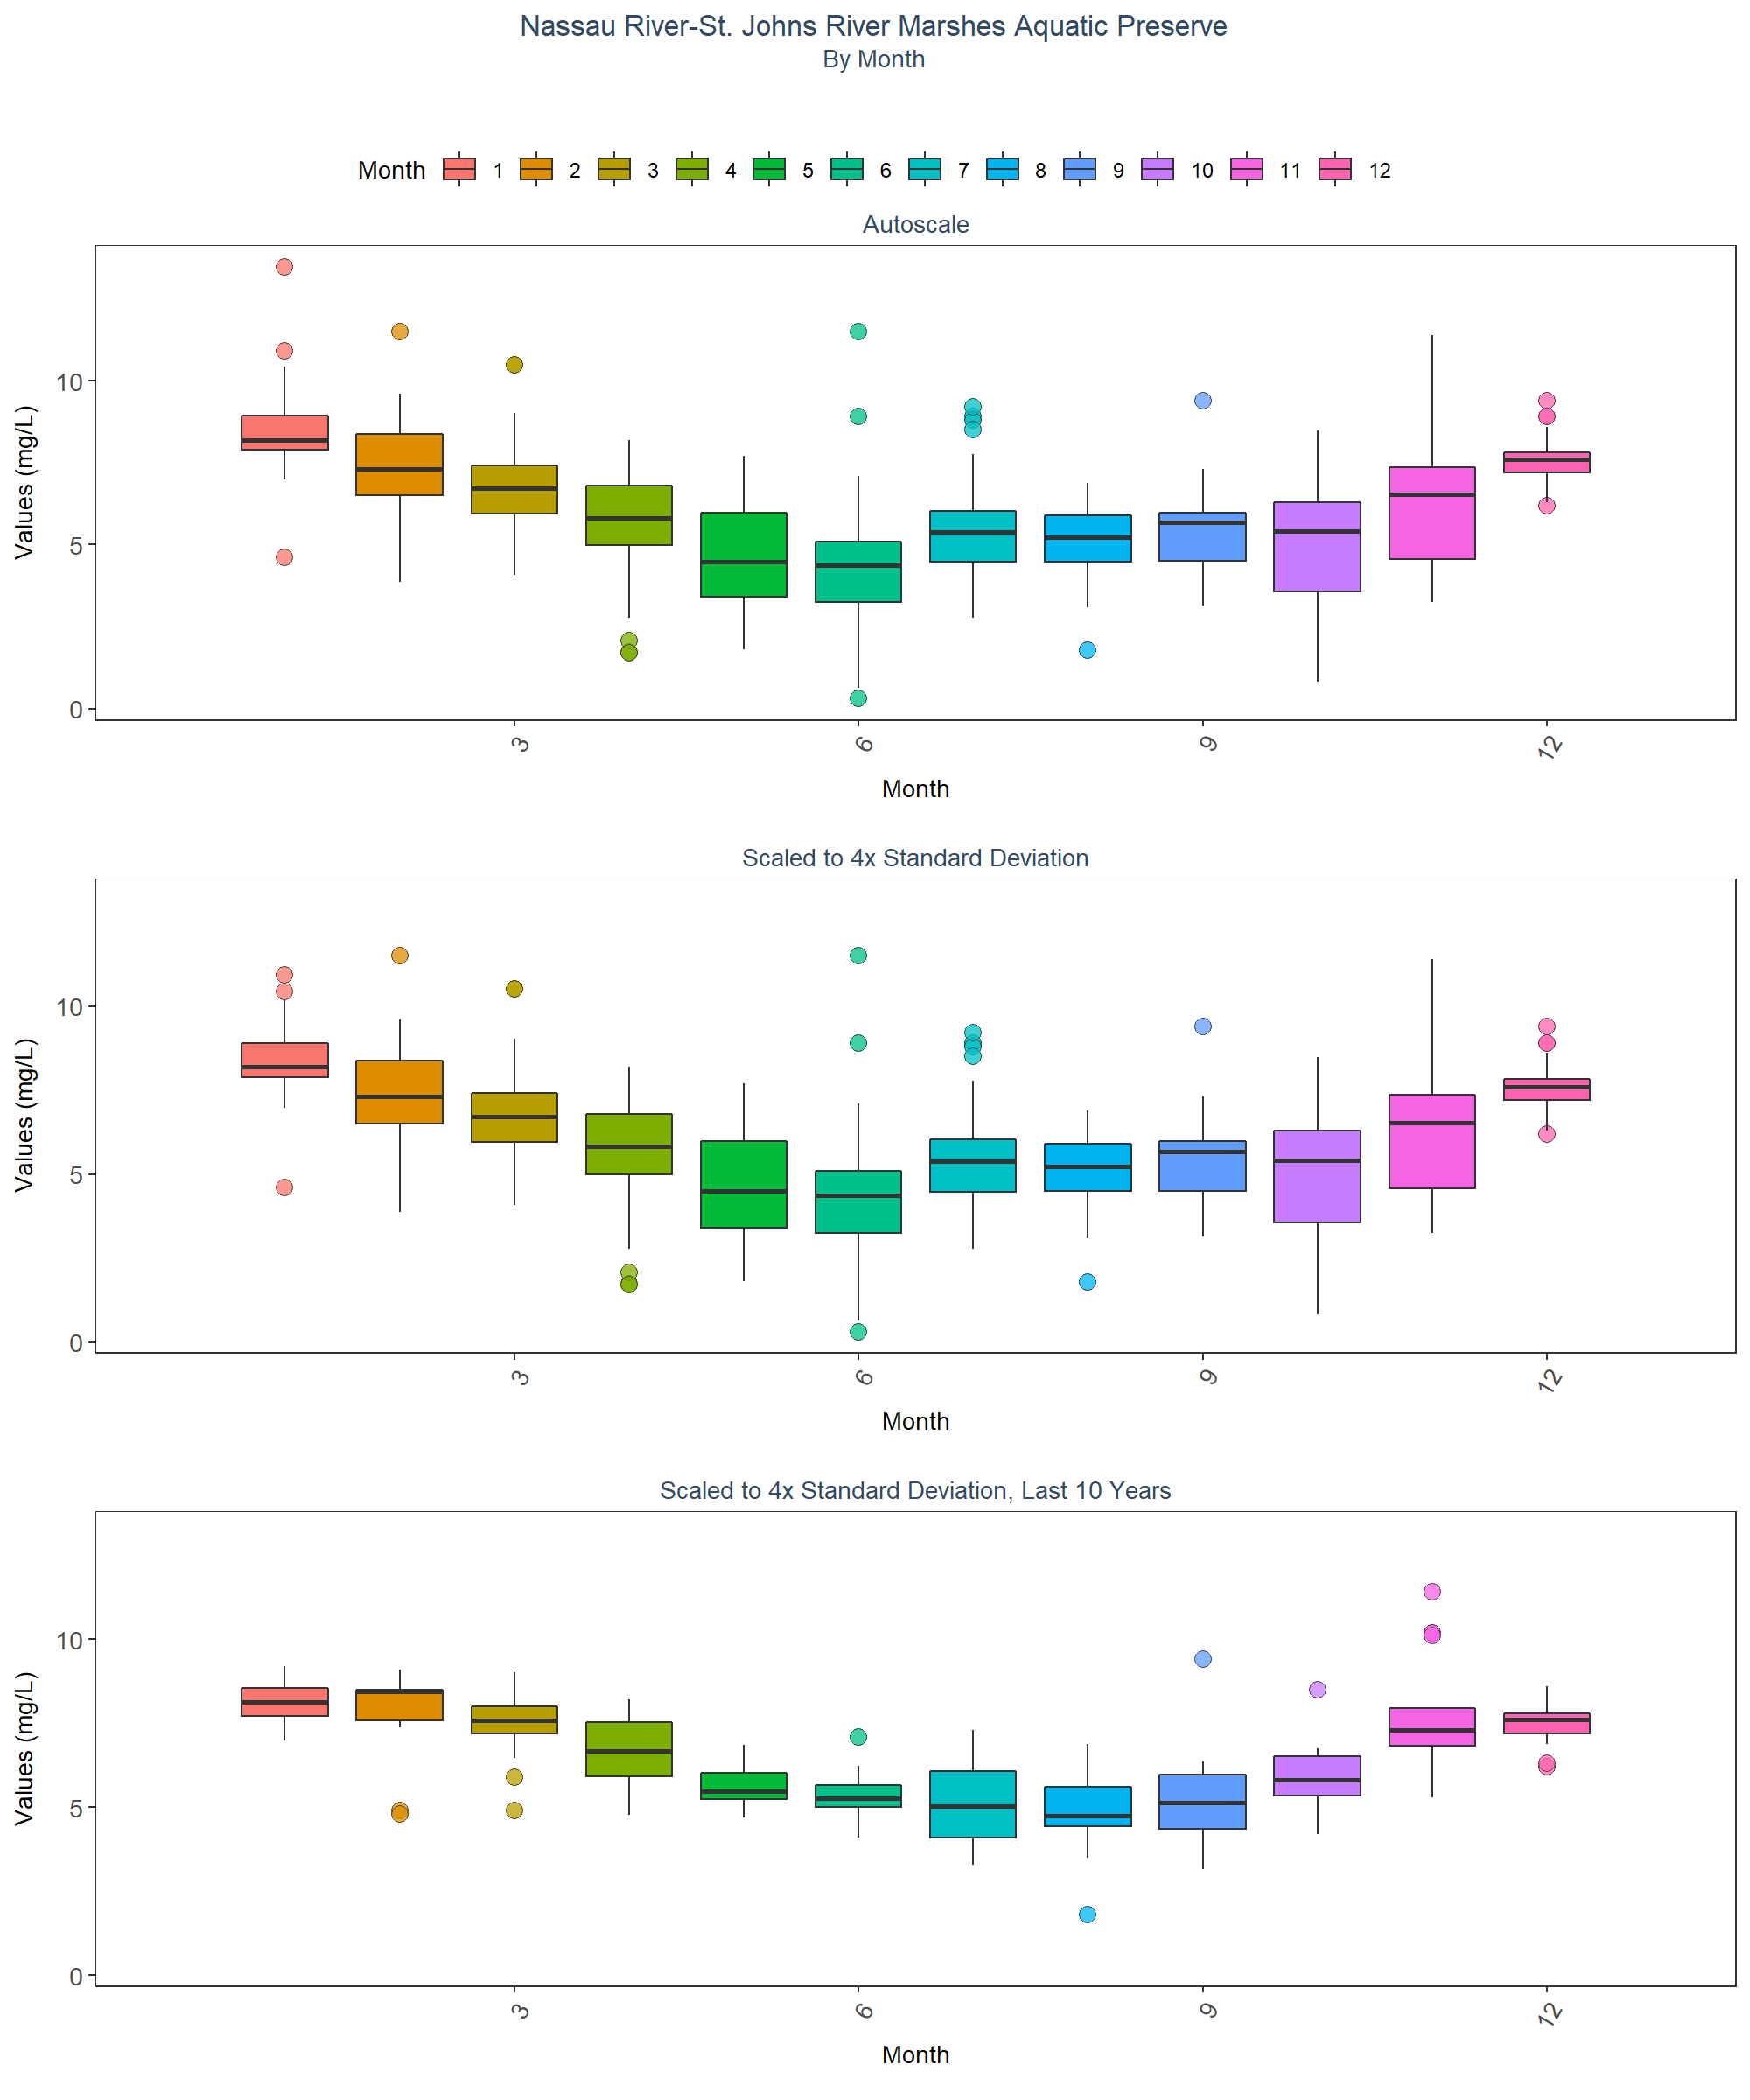 Nassau River-St. Johns River Marshes Aquatic Preserve
By Month
Month 1 2 3 4 5 6 7 8 9 10 11 12
Autoscale
Values (mg/L)
10
5
0
3 6 9 12
Month
Scaled to 4x Standard Deviation
Values (mg/L)
10
5
0
3 6 9 12
Month
Scaled to 4x Standard Deviation, Last 10 Years
Values (mg/L)
10
5
0
3 6 9 12
Month